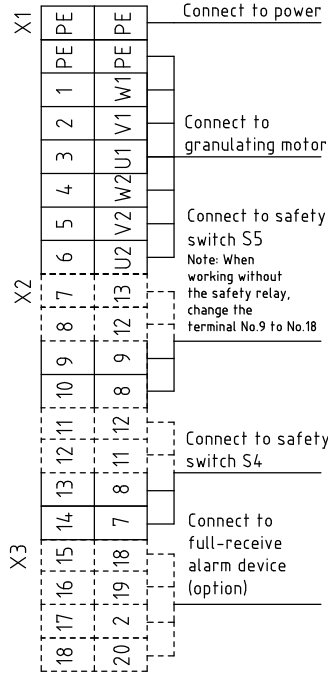 X1
PE PE
Connect to power
PE PE
1 W1
2 V1
Connect to
granulating motor
3 U1
4 W2
5 V2
6 U2
Connect to safety
switch S5
Note: When
working without
the safety relay,
change the
terminal No.9 to No.18
X2
7 13
8 12
9 9
10 8
11 12
12 11
13 8
14 7
Connect to safety
switch S4
X3
15 18
16 19
17 2
18 20
Connect to
full-receive
alarm device
(option)